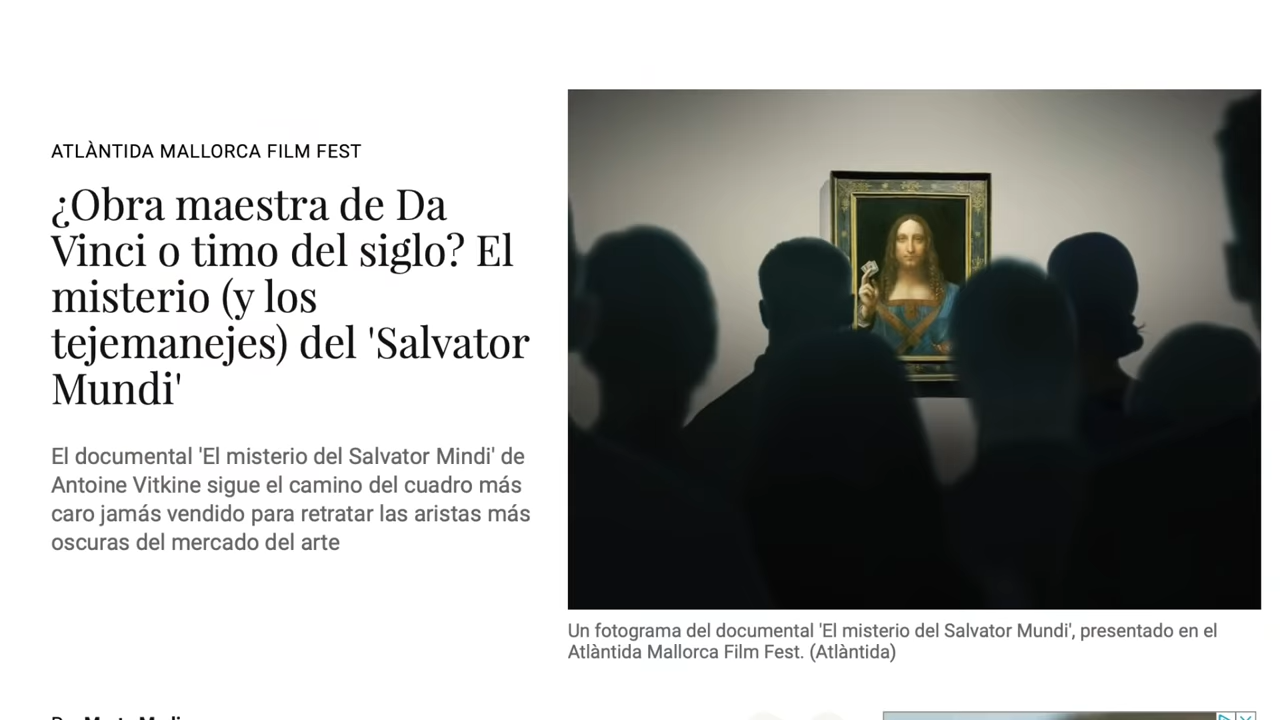 ATLÀNTIDA MALLORCA FILM FEST
¿Obra maestra de Da
Vinci o timo del siglo? El
misterio (y los
tejemanejes) del 'Salvator
Mundi'
El documental 'El misterio del Salvator Mindi' de
Antoine Vitkine sigue el camino del cuadro más
caro jamás vendido para retratar las aristas más
oscuras del mercado del arte
Un fotograma del documental 'El misterio del Salvator Mundi', presentado en el
Atlàntida Mallorca Film Fest. (Atlàntida)